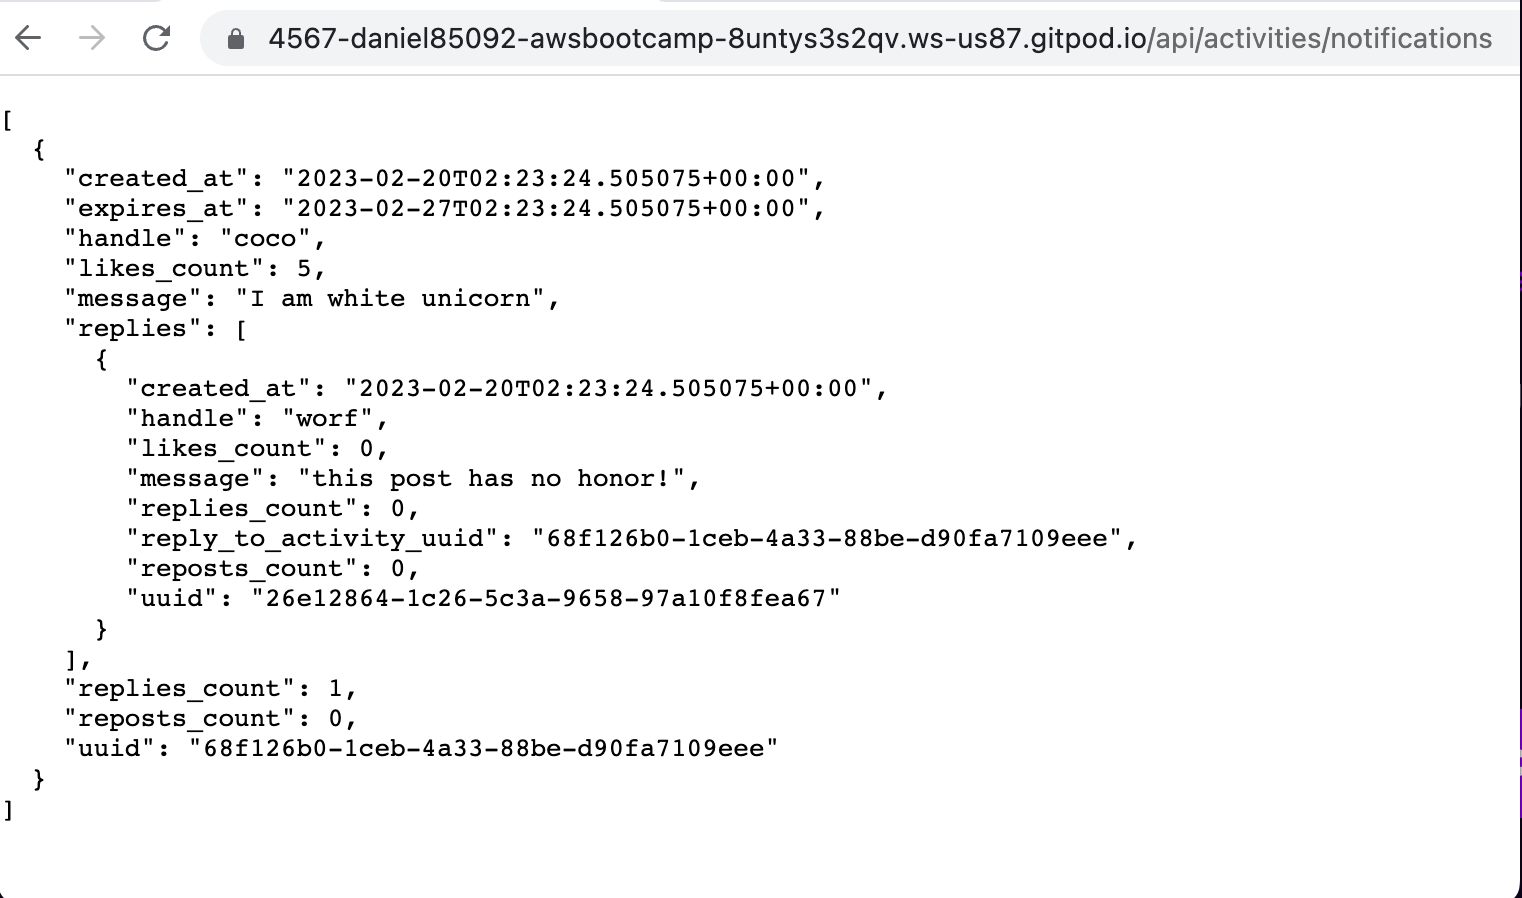 4567-daniel85092-awsbootcamp-8untys3s2qv.ws-us87.gitpod.io/api/activities/notifications
[
  {
    "created_at": "2023-02-20T02:23:24.505075+00:00",
    "expires_at": "2023-02-27T02:23:24.505075+00:00",
    "handle": "coco",
    "likes_count": 5,
    "message": "I am white unicorn",
    "replies": [
      {
        "created_at": "2023-02-20T02:23:24.505075+00:00",
        "handle": "worf",
        "likes_count": 0,
        "message": "this post has no honor!",
        "replies_count": 0,
        "reply_to_activity_uuid": "68f126b0-1ceb-4a33-88be-d90fa7109eee",
        "reposts_count": 0,
        "uuid": "26e12864-1c26-5c3a-9658-97a10f8fea67"
      }
    ],
    "replies_count": 1,
    "reposts_count": 0,
    "uuid": "68f126b0-1ceb-4a33-88be-d90fa7109eee"
  }
]